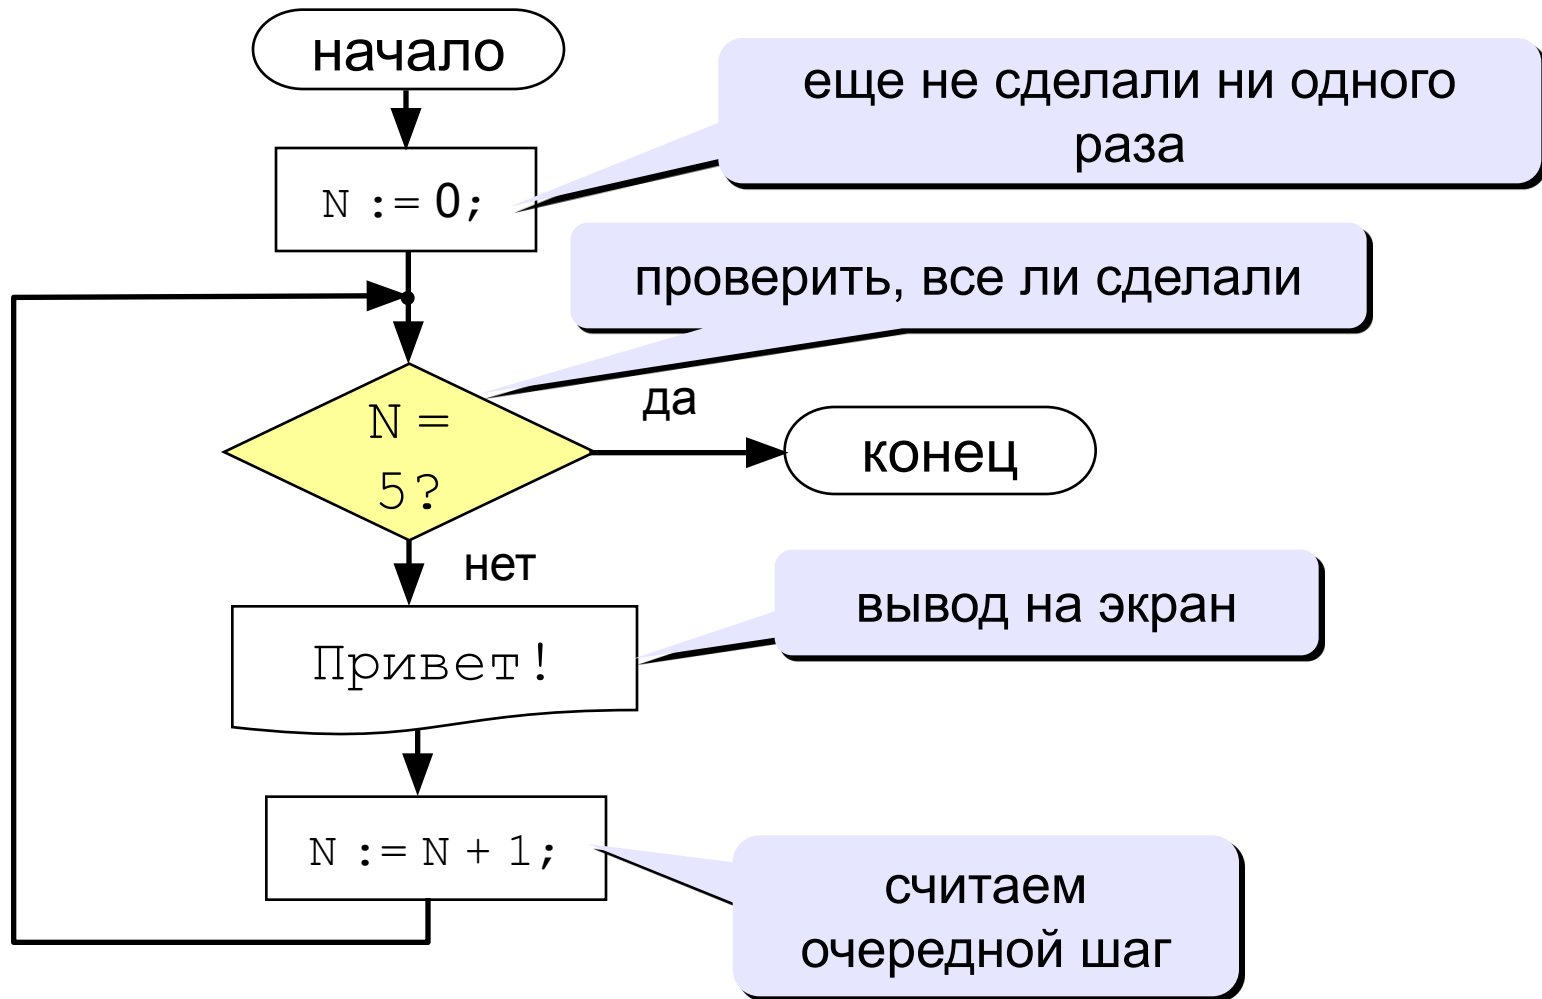 начало
еще не сделали ни одного
раза
N := 0;
проверить, все ли сделали
да
N =
5?
конец
нет
вывод на экран
Привет!
N := N + 1;
считаем
очередной шаг